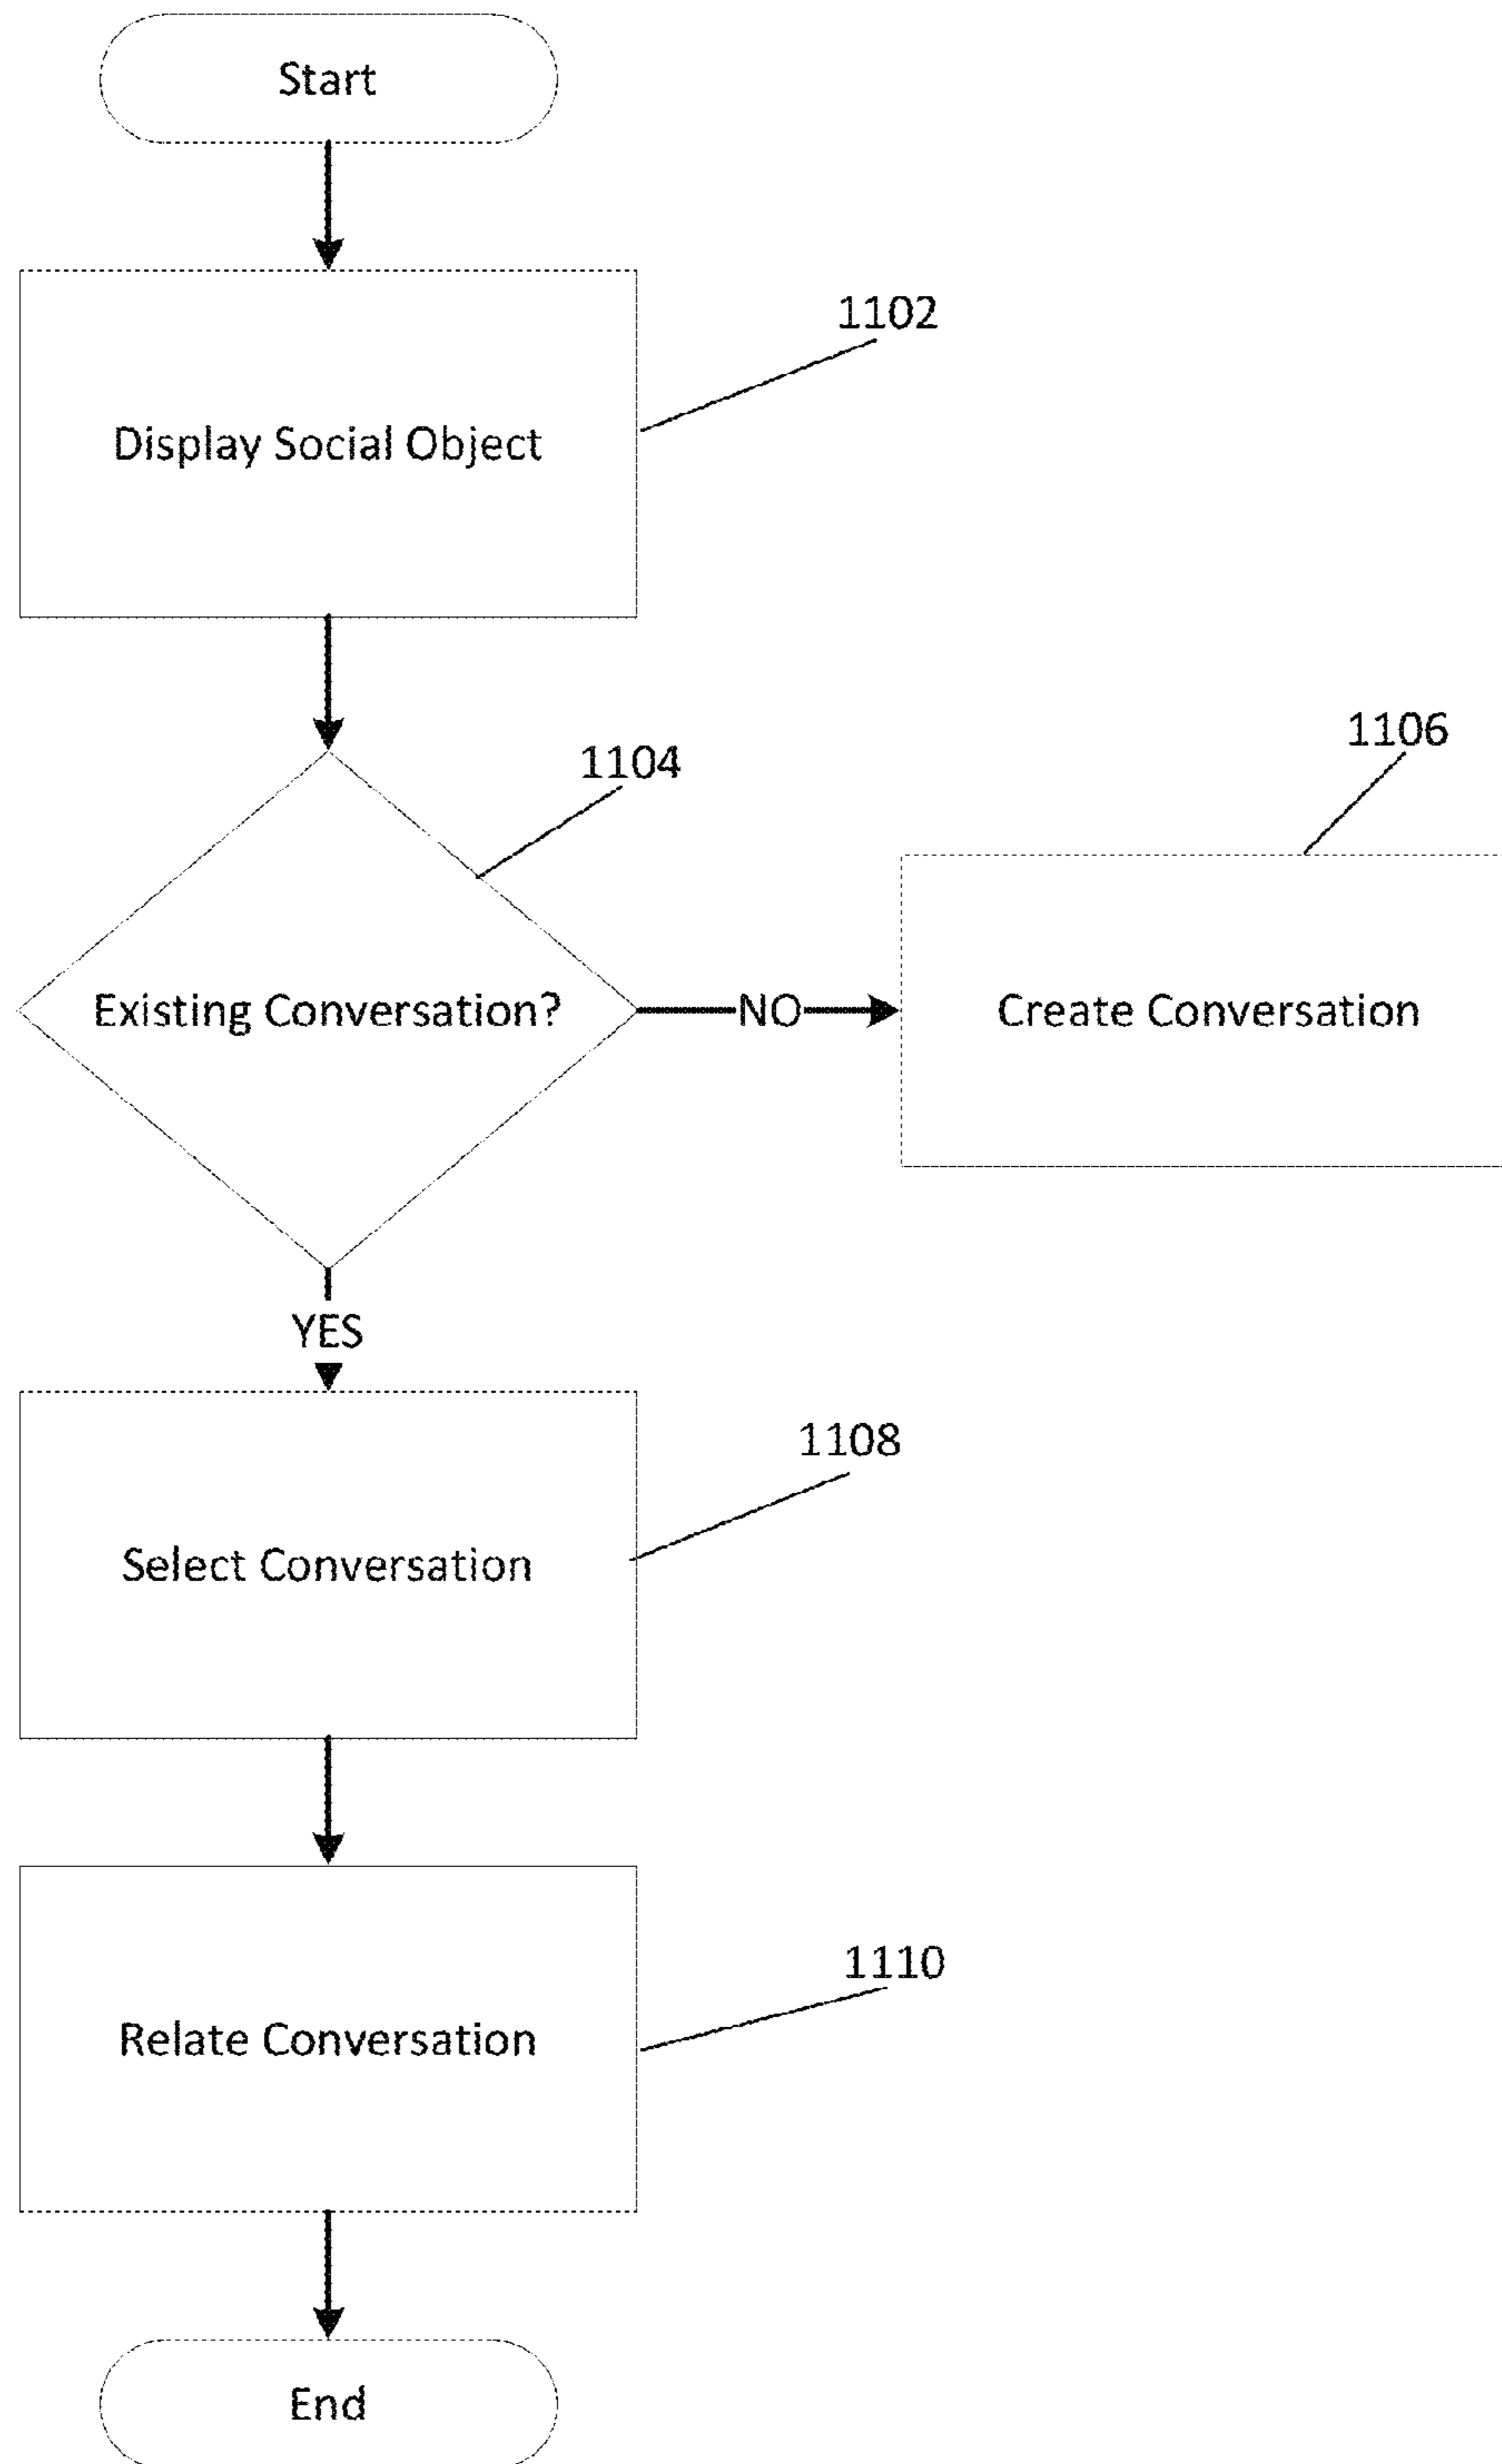 Start
1102
Display Social Object
1104
1106
Existing Conversation?
NO
Create Conversation
YES
1108
Select Conversation
1110
Relate Conversation
End